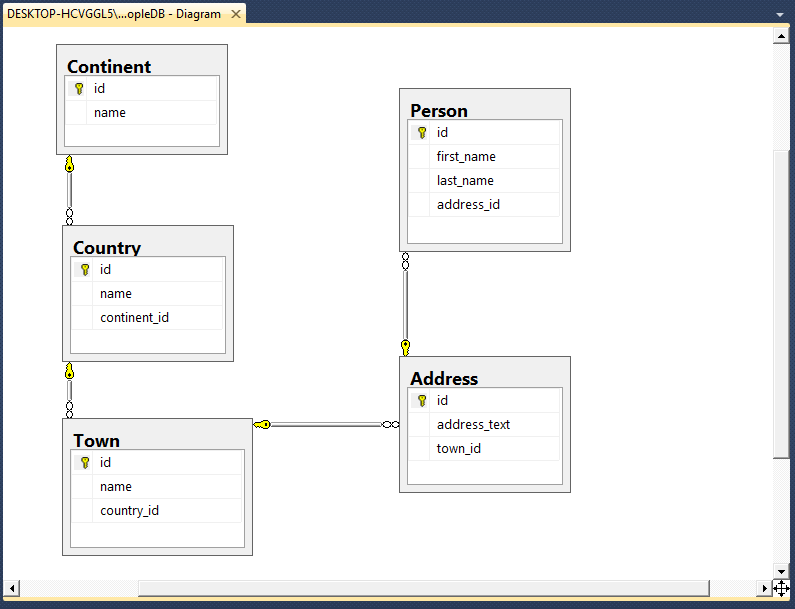 DESKTOP-HCVGGL5\...opleDB - Diagram
Continent
id
name
Country
id
name
continent_id
Town
id
name
country_id
Person
id
first_name
last_name
address_id
Address
id
address_text
town_id